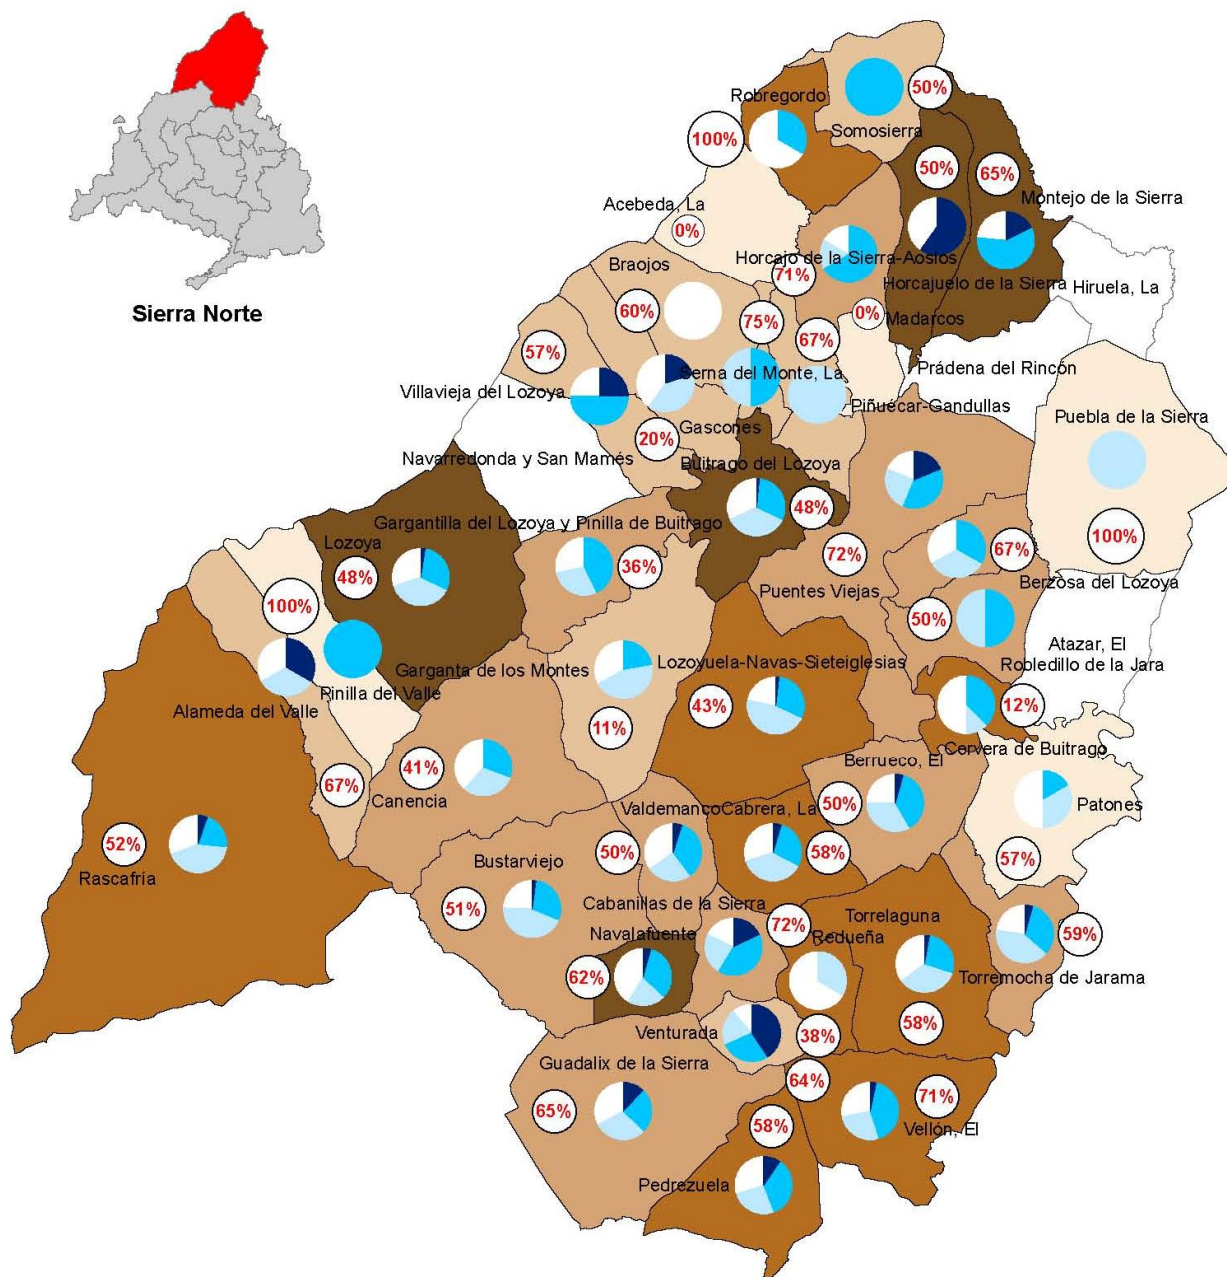 Robregordo
50%
Somosierra
100%
50%
65%
Montejo de la Sierra
Acebeda, La
0%
Horcajo de la Sierra-Aoslos
Braojos
71%
Horcajuelo de la Sierra
Hiruela, La
Sierra Norte
60%
75%
0%
Madarcos
67%
57%
Serna del Monte, La
Prádena del Rincón
Villavieja del Lozoya
Piñuécar-Gandullas
Puebla de la Sierra
Gascones
20%
Navarredonda y San Mamés
Buitrago del Lozoya
48%
Gargantilla del Lozoya y Pinilla de Buitrago
100%
Lozoya
67%
72%
36%
48%
Berzosa del Lozoya
Puentes Viejas
100%
50%
Atazar, El
Lozoyuela-Navas-Sieteiglesias
Robledillo de la Jara
Garganta de los Montes
Pinilla del Valle
43%
12%
Alameda del Valle
11%
Cervera de Buitrago
Berrueco, El
41%
67%
Canencia
50%
Patones
Valdemanco
Cabrera, La
52%
50%
58%
57%
Bustarviejo
Rascafría
Cabanillas de la Sierra
51%
72%
Torrelaguna
Navalafuente
Redueña
59%
62%
Torremocha de Jarama
58%
Venturada
38%
Guadalix de la Sierra
64%
65%
71%
58%
Vellón, El
Pedrezuela